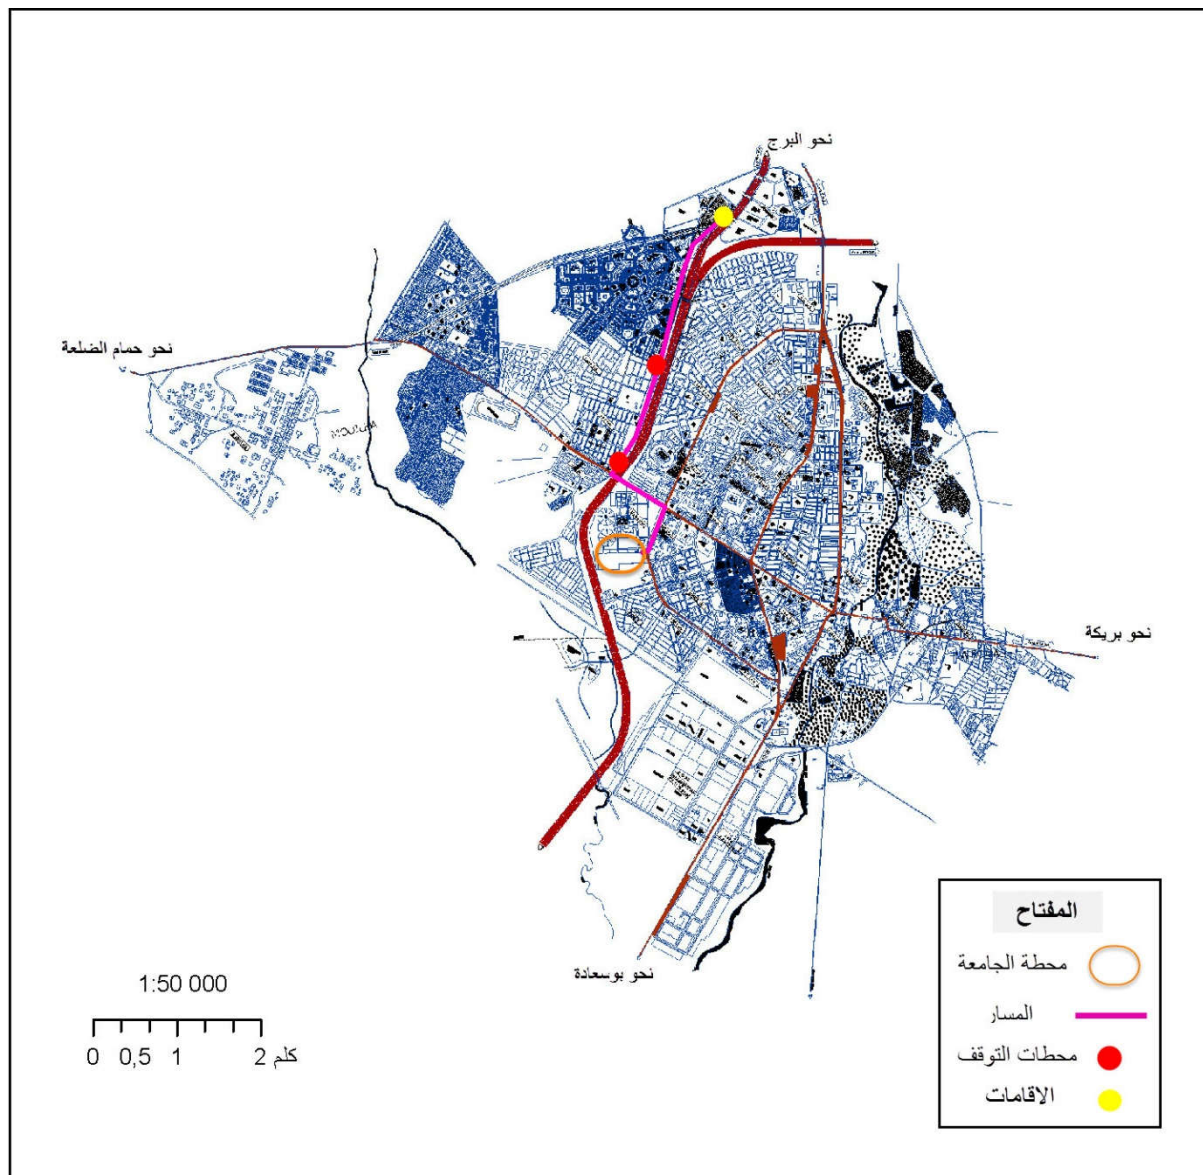 نحو البرج
نحو حمام الضلعة
نحو بريكة
نحو بوسعادة
1:50 000
0 0,5 1 2 كلم
المفتاح
محطة الجامعة
المسار
محطات التوقف
الاقامات